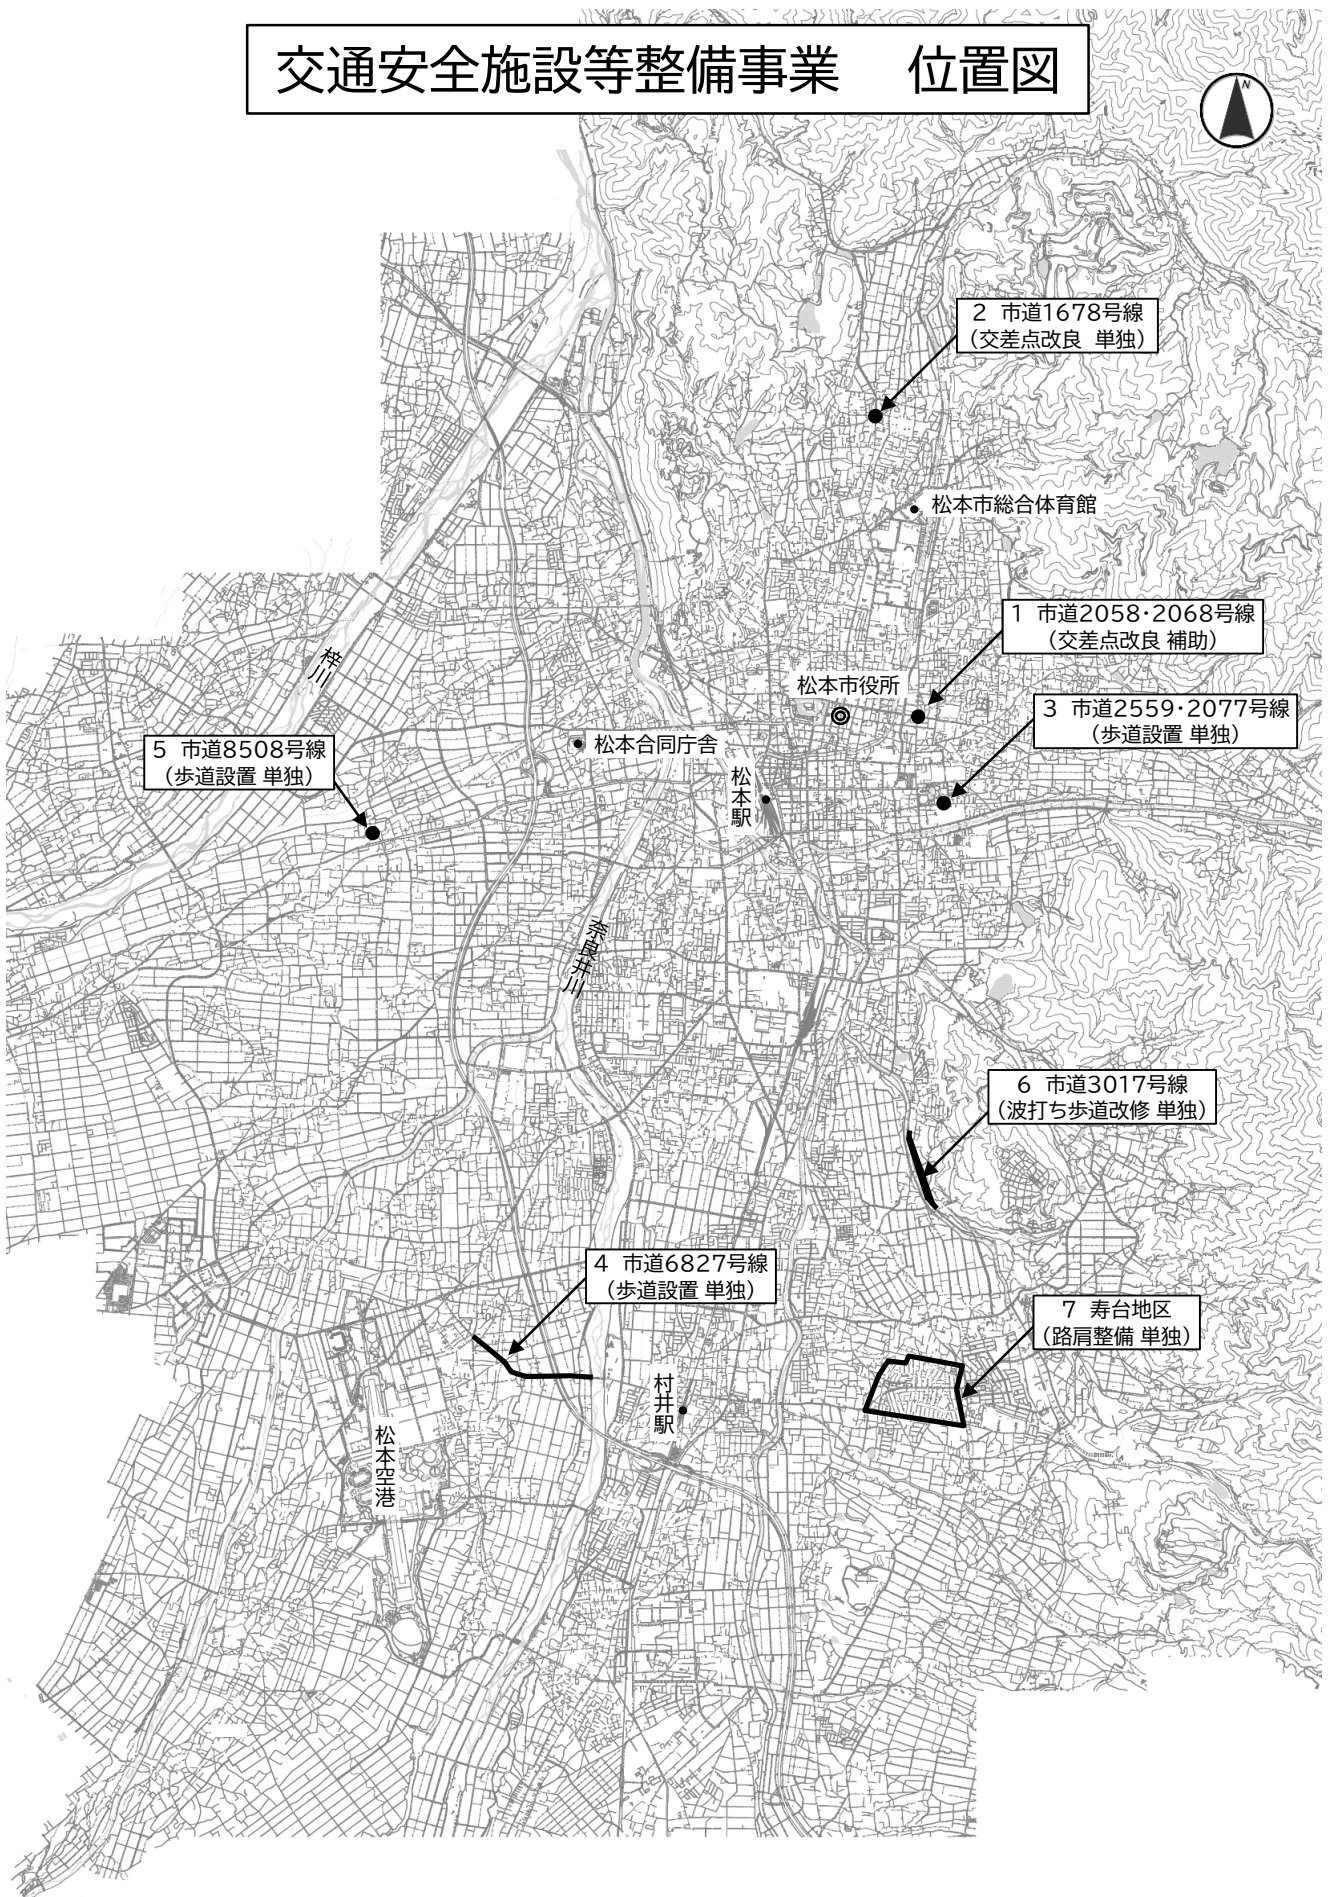 交通安全施設等整備事業　位置図
N
2 市道1678号線
（交差点改良 単独）
松本市総合体育館
1 市道2058・2068号線
（交差点改良 補助）
梓川
松本市役所
3 市道2559・2077号線
（歩道設置 単独）
5 市道8508号線
（歩道設置 単独）
松本合同庁舎
松本駅
奈良井川
6 市道3017号線
（波打ち歩道改修 単独）
4 市道6827号線
（歩道設置 単独）
7 寿台地区
（路肩整備 単独）
村井駅
松本空港